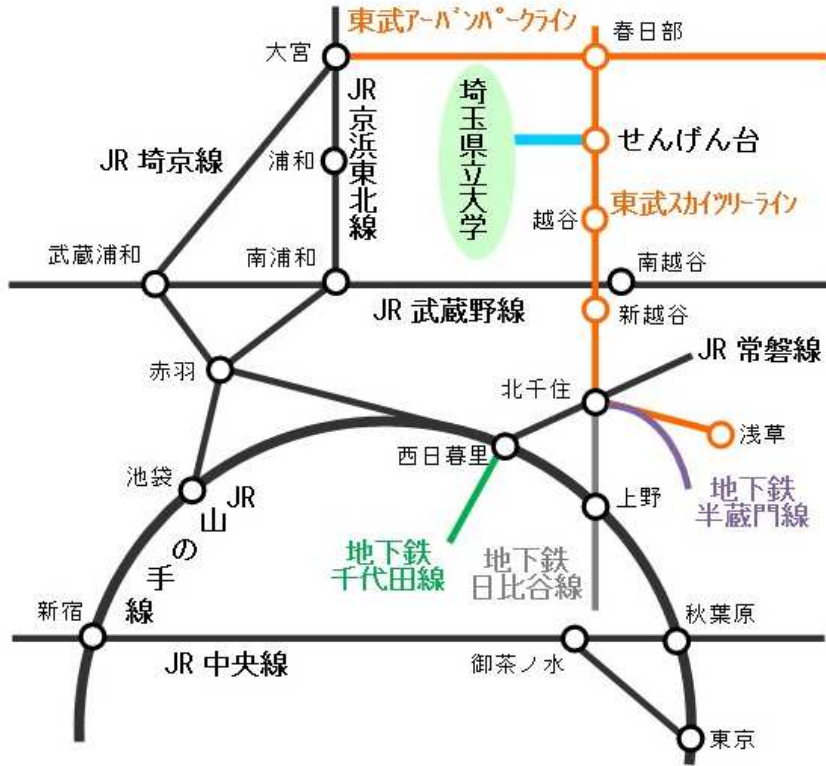 東武アーバンパークライン
春日部
大宮
JR京浜東北線
埼玉県立大学
せんげん台
JR 埼京線
浦和
東武スカイツリーライン
越谷
武蔵浦和
南浦和
南越谷
JR 武蔵野線
新越谷
JR 常磐線
赤羽
北千住
浅草
西日暮里
池袋
JR山の手線
上野
地下鉄
半蔵門線
地下鉄
千代田線
地下鉄
日比谷線
新宿
秋葉原
JR 中央線
御茶ノ水
東京